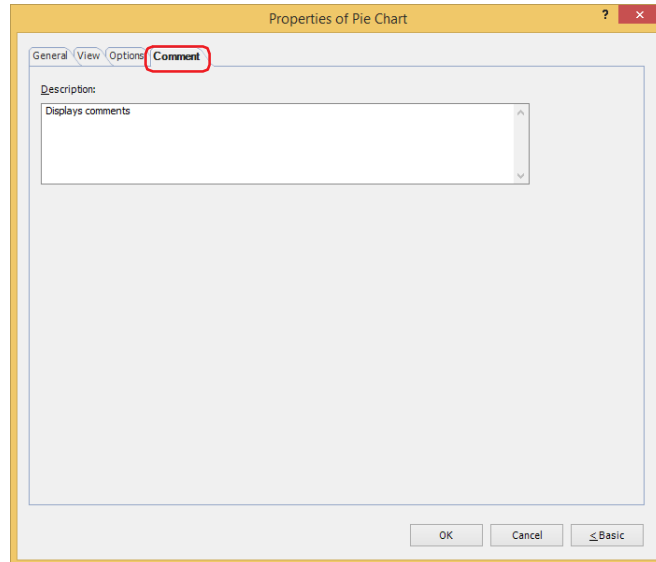 Properties of Pie Chart ? ×
General View Options Comment
Description:
Displays comments
OK Cancel < Basic